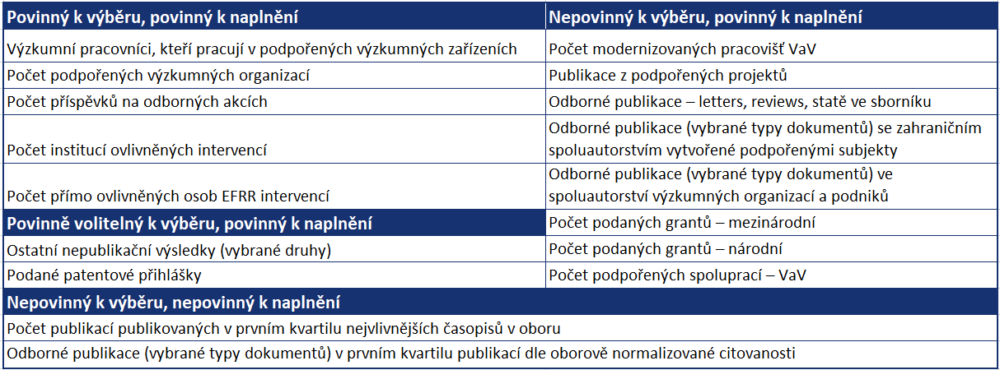 Povinný k výběru, povinný k naplnění
Výzkumní pracovníci, kteří pracují v podpořených výzkumných zařízeních
Počet podpořených výzkumných organizací
Počet příspěvků na odborných akcích
Počet institucí ovlivněných intervencí
Počet přímo ovlivněných osob EFRR intervencí
Povinně volitelný k výběru, povinný k naplnění
Ostatní nepublikační výsledky (vybrané druhy)
Podané patentové přihlášky
Nepovinný k výběru, povinný k naplnění
Počet modernizovaných pracovišť VaV
Publikace z podpořených projektů
Odborné publikace – letters, reviews, statě ve sborníku
Odborné publikace (vybrané typy dokumentů) se zahraničním
spoluautorstvím vytvořené podpořenými subjekty
Odborné publikace (vybrané typy dokumentů) ve
spoluautorství výzkumných organizací a podniků
Počet podaných grantů – mezinárodní
Počet podaných grantů – národní
Počet podpořených spoluprací – VaV
Nepovinný k výběru, nepovinný k naplnění
Počet publikací publikovaných v prvním kvartilu nejvlivnějších časopisů v oboru
Odborné publikace (vybrané typy dokumentů) v prvním kvartilu publikací dle oborově normalizované citovanosti